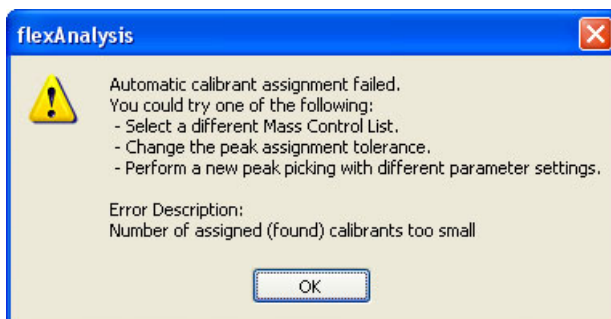 flexAnalysis
Automatic calibrant assignment failed.
You could try one of the following:
- Select a different Mass Control List.
- Change the peak assignment tolerance.
- Perform a new peak picking with different parameter settings.
Error Description:
Number of assigned (found) calibrants too small
OK